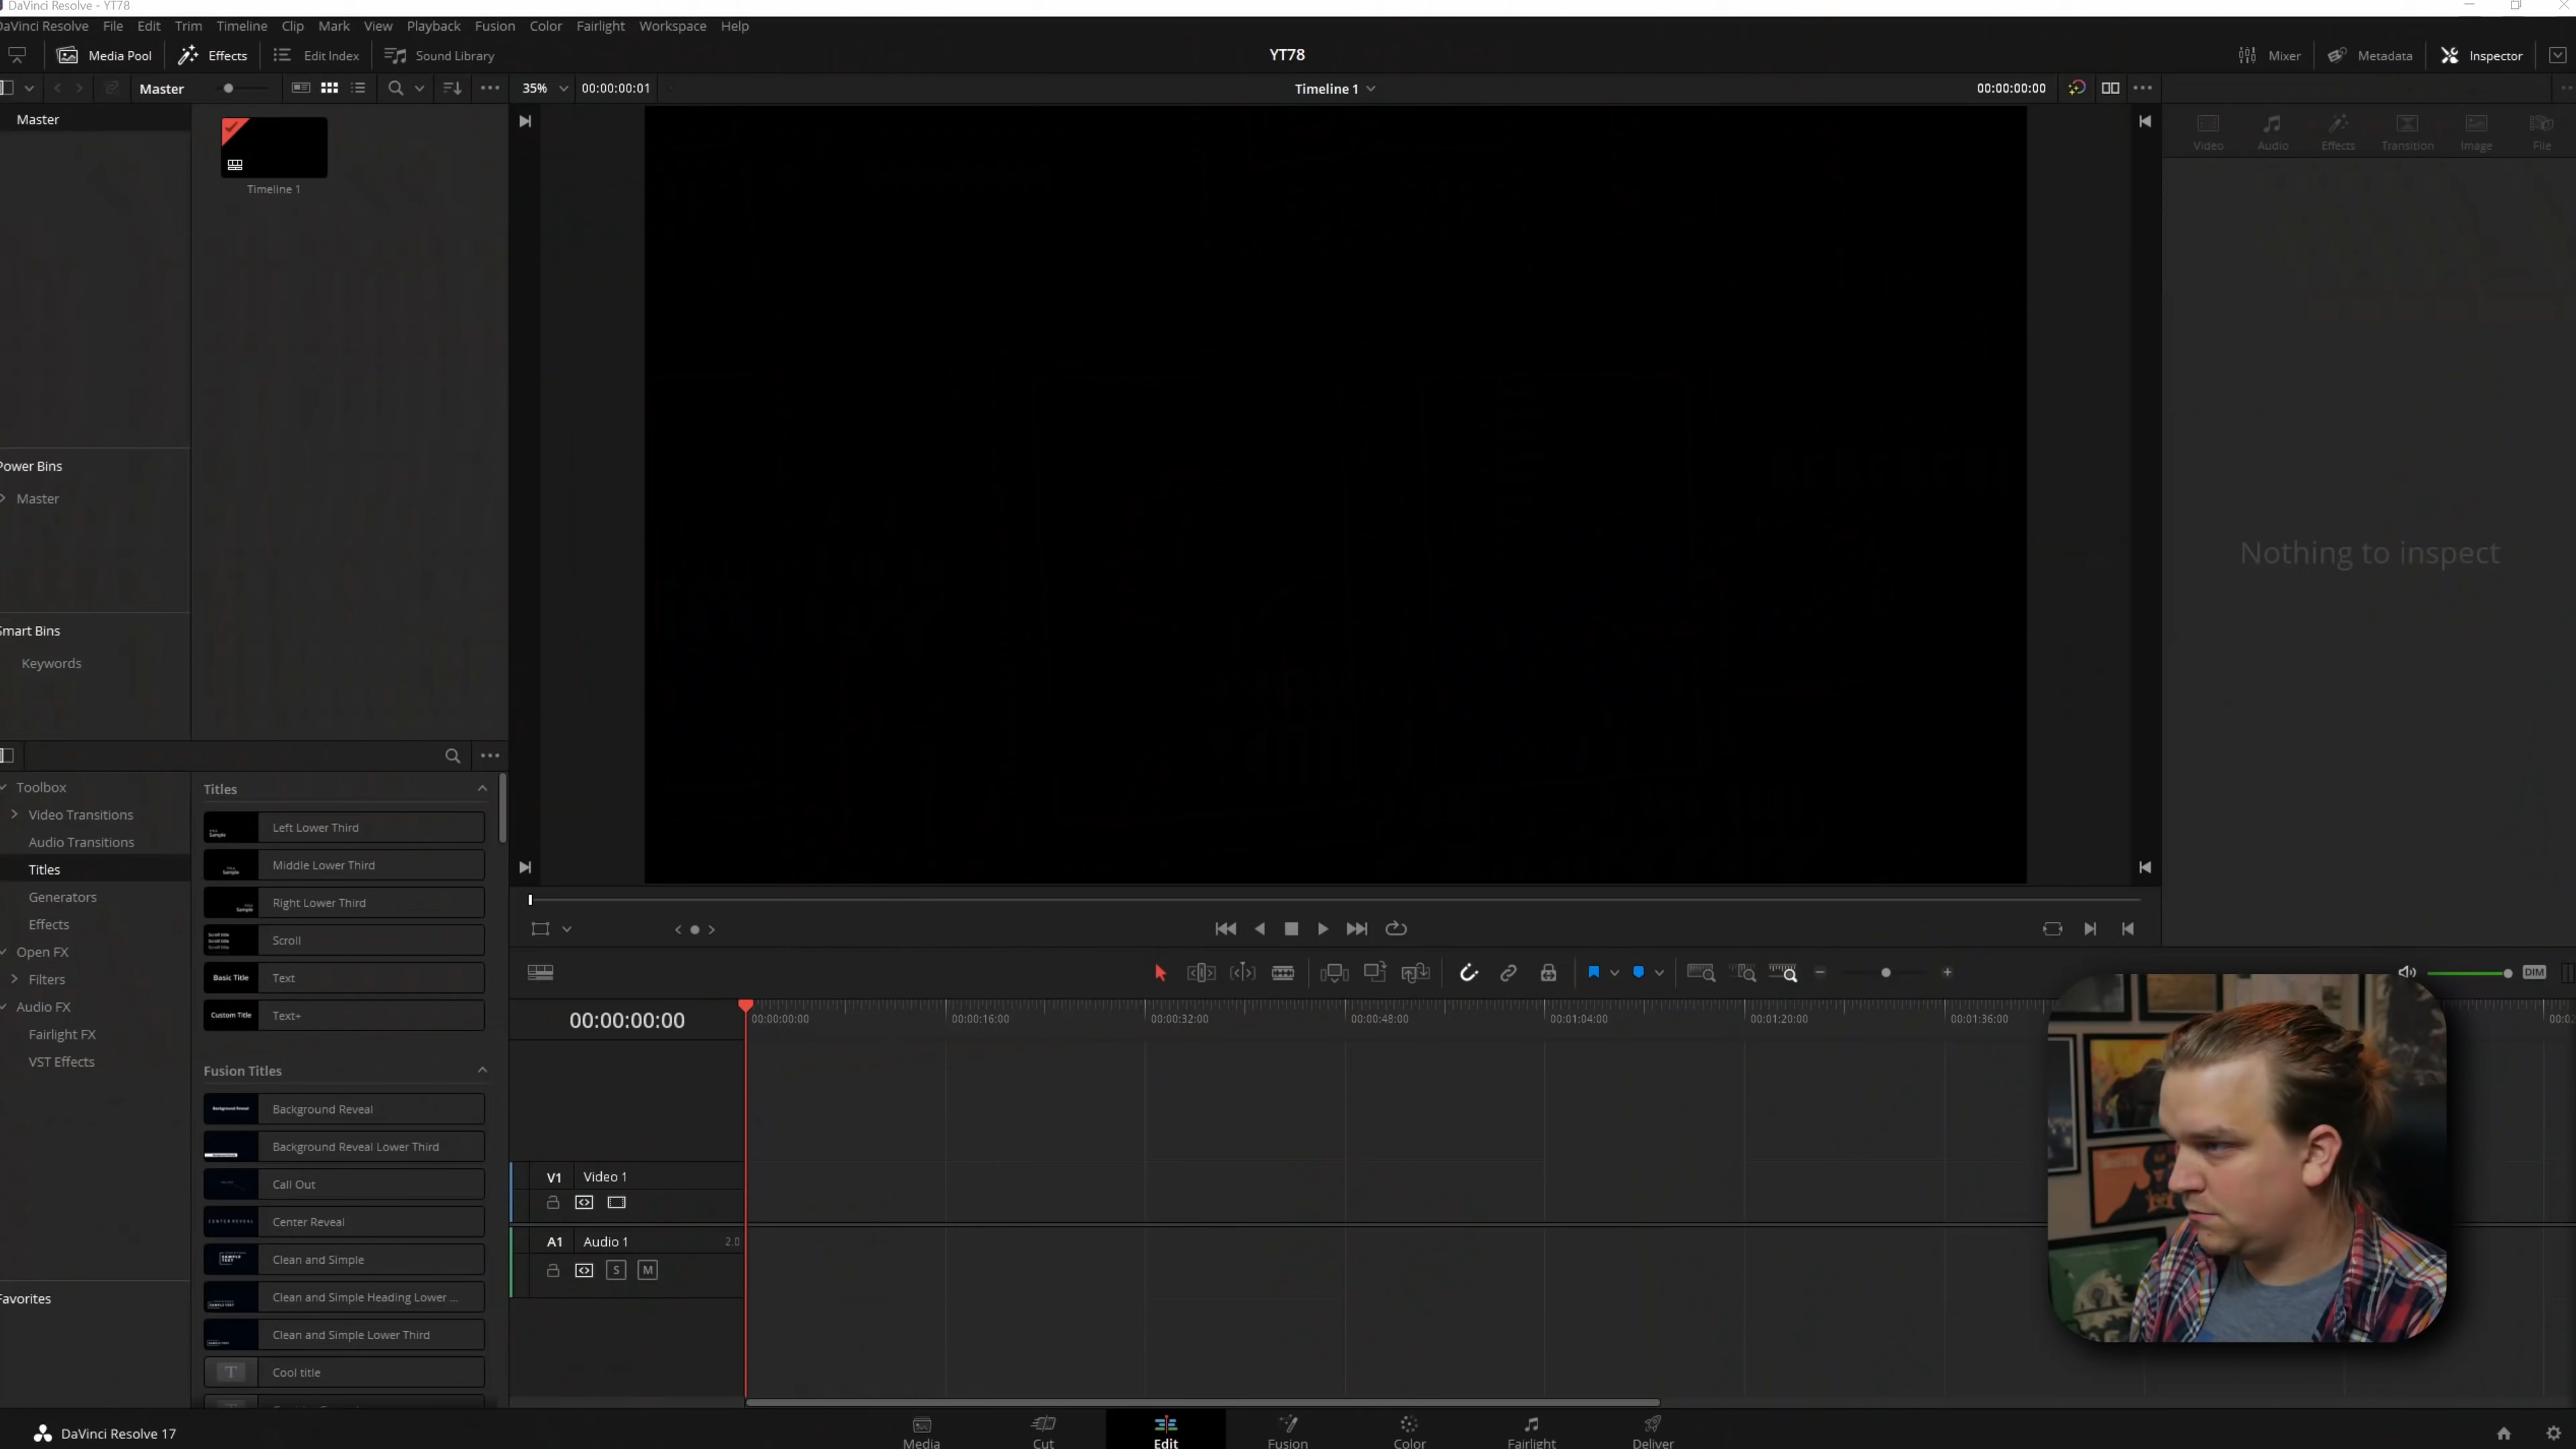 DaVinci Resolve - YT78
DaVinci Resolve File Edit Trim Timeline Clip Mark View Playback Fusion Color Fairlight Workspace Help
Media Pool Effects Edit Index Sound Library YT78 Mixer Metadata Inspector
Master 35% 00:00:00:01 Timeline 1 00:00:00:00
Master
Timeline 1
Video Audio Effects Transition Image File
Power Bins
Master
Nothing to inspect
Smart Bins
Keywords
Toolbox
Video Transitions
Audio Transitions
Titles
Generators
Effects
Open FX
Filters
Audio FX
Fairlight FX
VST Effects
Favorites
Titles
Left Lower Third
Middle Lower Third
Right Lower Third
Scroll
Basic Title Text
Custom Title Text+
Fusion Titles
Background Reveal Background Reveal
Background Reveal Lower Third
Call Out
CENTER REVEAL Center Reveal
Clean and Simple
Clean and Simple Heading Lower ...
Clean and Simple Lower Third
T Cool title
DIM
00:00:00:00
00:00:00:00 00:00:16:00 00:00:32:00 00:00:48:00 00:01:04:00 00:01:20:00 00:01:36:00
V1 Video 1
A1 Audio 1 2.0
S M
DaVinci Resolve 17
Media Cut Edit Fusion Color Fairlight Deliver